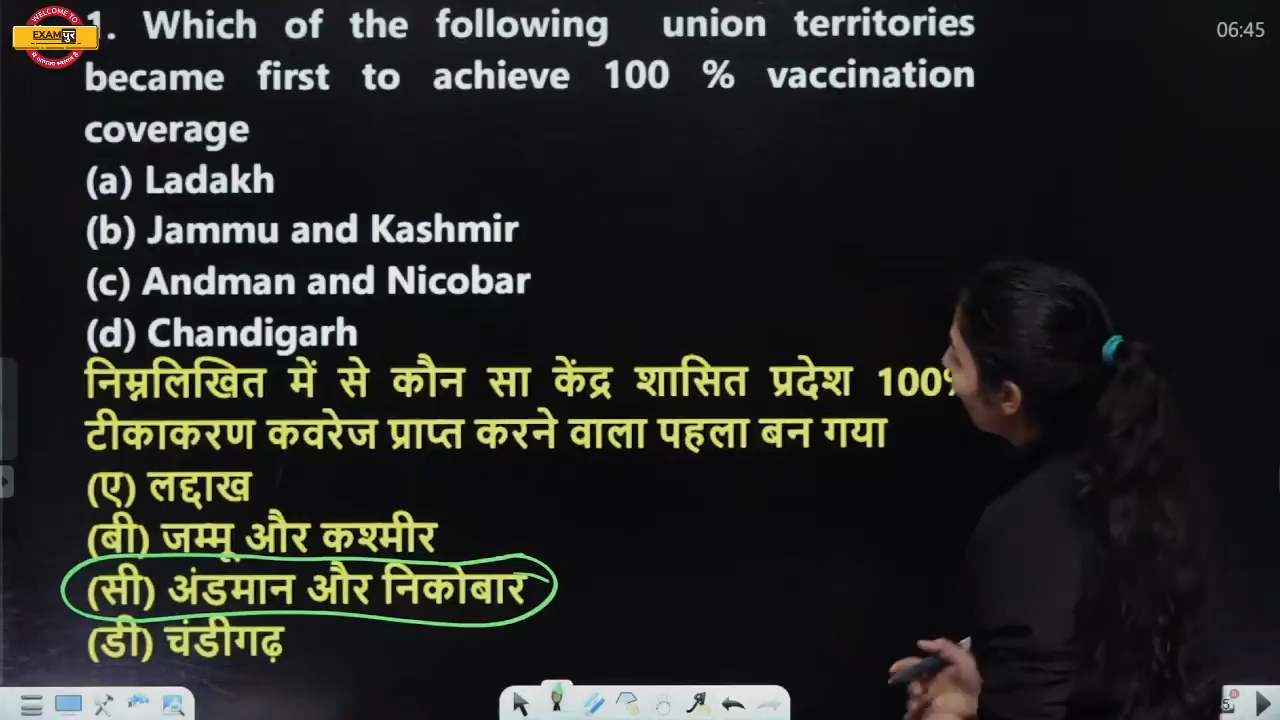 WELCOME TO
EXAMपुर
06:45
1. Which of the following union territories
became first to achieve 100 % vaccination
coverage
(a) Ladakh
(b) Jammu and Kashmir
(c) Andman and Nicobar
(d) Chandigarh
निम्नलिखित में से कौन सा केंद्र शासित प्रदेश 100%
टीकाकरण कवरेज प्राप्त करने वाला पहला बन गया
(ए) लद्दाख
(बी) जम्मू और कश्मीर
(सी) अंडमान और निकोबार
(डी) चंडीगढ़